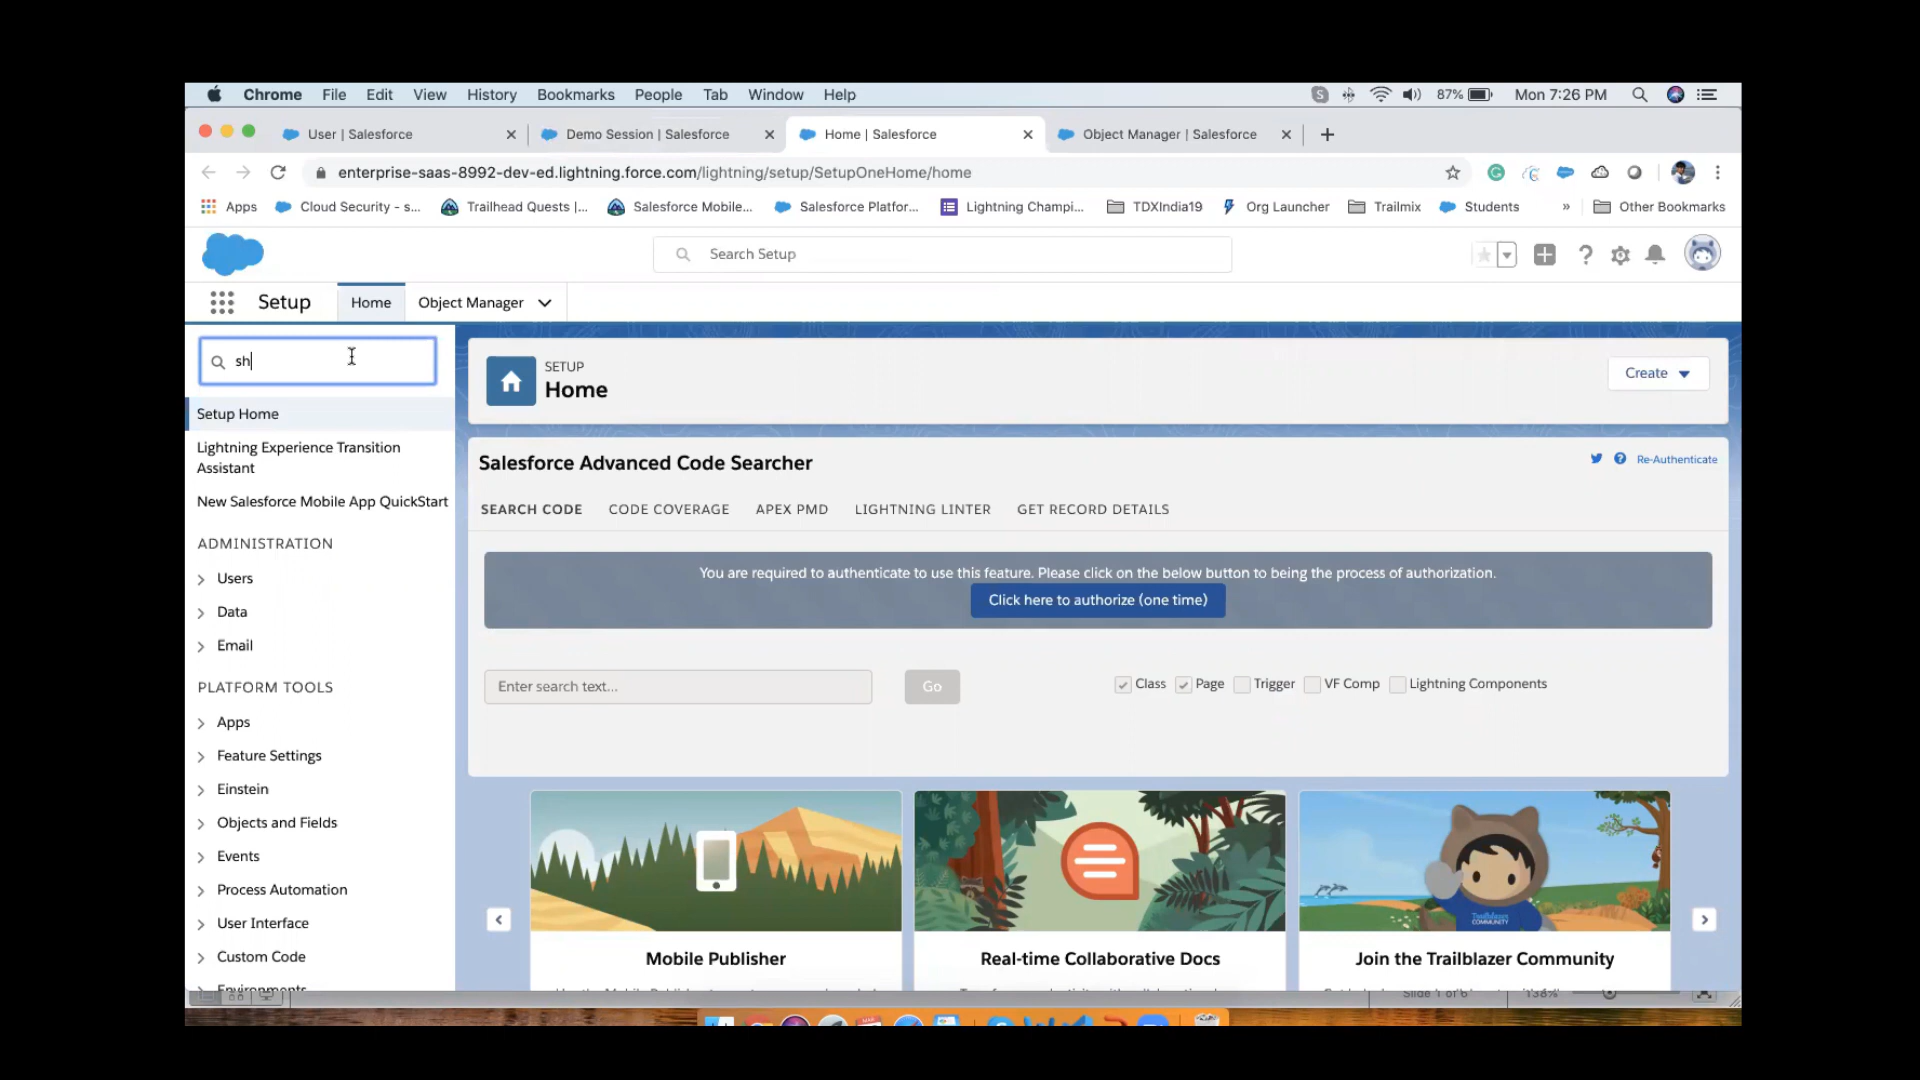 Chrome File Edit View History Bookmarks People Tab Window Help 87% Mon 7:26 PM
User | Salesforce Demo Session | Salesforce Home | Salesforce Object Manager | Salesforce
enterprise-saas-8992-dev-ed.lightning.force.com/lightning/setup/SetupOneHome/home
Apps Cloud Security - s... Trailhead Quests |... Salesforce Mobile... Salesforce Platfor... Lightning Champi... TDXIndia19 Org Launcher Trailmix Students » Other Bookmarks
Search Setup
Setup Home Object Manager
sh
Setup Home
Lightning Experience Transition
Assistant
New Salesforce Mobile App QuickStart
ADMINISTRATION
Users
Data
Email
PLATFORM TOOLS
Apps
Feature Settings
Einstein
Objects and Fields
Events
Process Automation
User Interface
Custom Code
Environments
SETUP
Home
Create
Salesforce Advanced Code Searcher
Re-Authenticate
SEARCH CODE CODE COVERAGE APEX PMD LIGHTNING LINTER GET RECORD DETAILS
You are required to authenticate to use this feature. Please click on the below button to being the process of authorization.
Click here to authorize (one time)
Enter search text... Go Class Page Trigger VF Comp Lightning Components
Trailblazer
COMMUNITY
Mobile Publisher Real-time Collaborative Docs Join the Trailblazer Community
Slide 1 of 6 138%